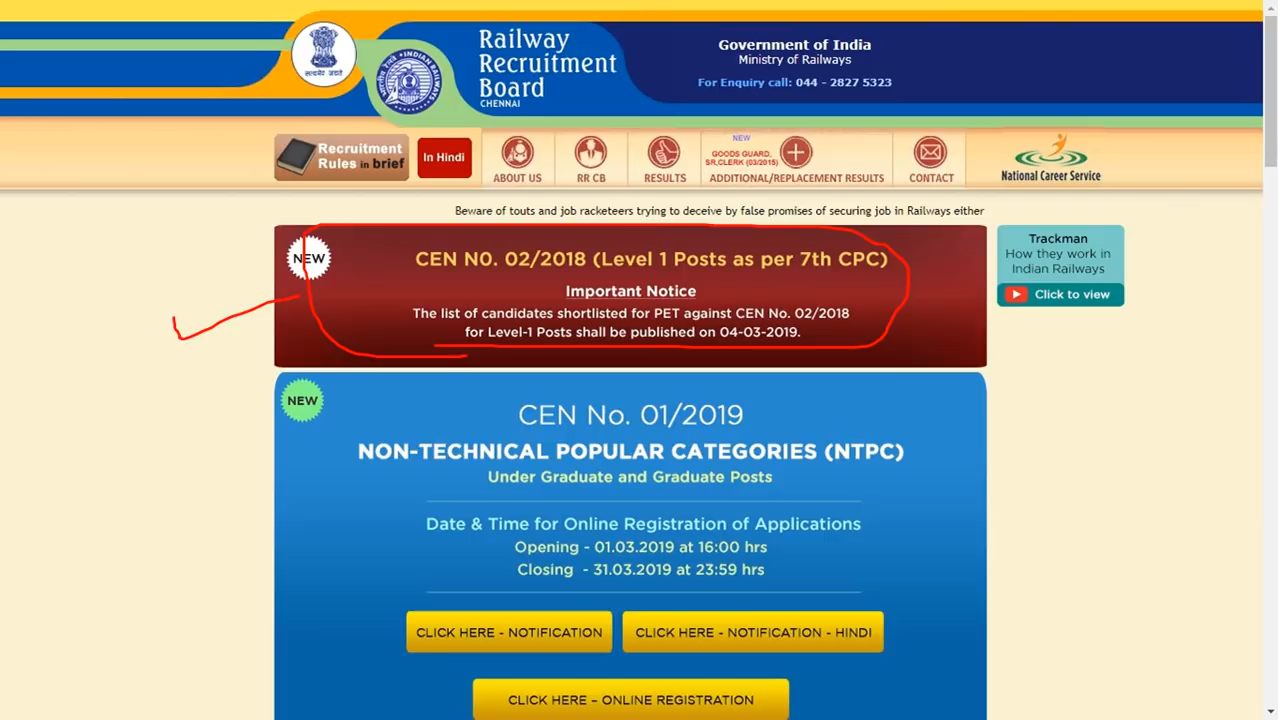 Railway
Recruitment
Board
CHENNAI
Government of India
Ministry of Railways
For Enquiry call: 044 - 2827 5323
सत्यमेव जयते
INDIAN RAILWAYS
Recruitment
Rules in brief
In Hindi
ABOUT US
RR CB
RESULTS
NEW
GOODS GUARD,
SR,CLERK (03/2015)
ADDITIONAL/REPLACEMENT RESULTS
CONTACT
National Career Service
Beware of touts and job racketeers trying to deceive by false promises of securing job in Railways either
NEW
CEN N0. 02/2018 (Level 1 Posts as per 7th CPC)
Important Notice
The list of candidates shortlisted for PET against CEN No. 02/2018
for Level-1 Posts shall be published on 04-03-2019.
Trackman
How they work in
Indian Railways
Click to view
NEW
CEN No. 01/2019
NON-TECHNICAL POPULAR CATEGORIES (NTPC)
Under Graduate and Graduate Posts
Date & Time for Online Registration of Applications
Opening - 01.03.2019 at 16:00 hrs
Closing - 31.03.2019 at 23:59 hrs
CLICK HERE - NOTIFICATION
CLICK HERE - NOTIFICATION - HINDI
CLICK HERE – ONLINE REGISTRATION